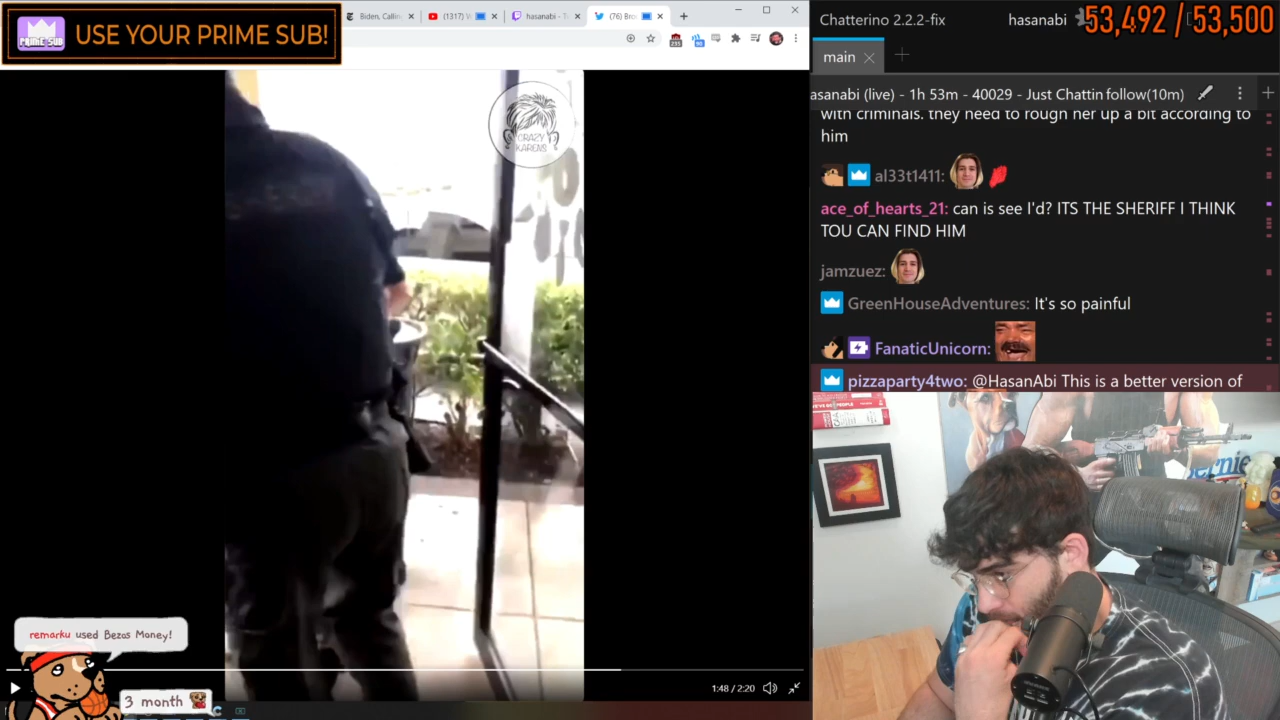 PRIME SUB
USE YOUR PRIME SUB!
Biden, Callin
(1317) V
hasanabi - T
(76) Bro
Chatterino 2.2.2-fix
hasanabi
53,492 / 53,500
main
asanabi (live) - 1h 53m - 40029 - Just Chattin follow(10m)
with criminals. they need to rough her up a bit according to
him
al33t1411:
ace_of_hearts_21: can is see I'd? ITS THE SHERIFF I THINK
TOU CAN FIND HIM
jamzuez:
GreenHouseAdventures: It's so painful
FanaticUnicorn:
pizzaparty4two: @HasanAbi This is a better version of
CRAZY
KARENS
Bernie
remarku used Bezos Money!
3 month
1:48 / 2:20